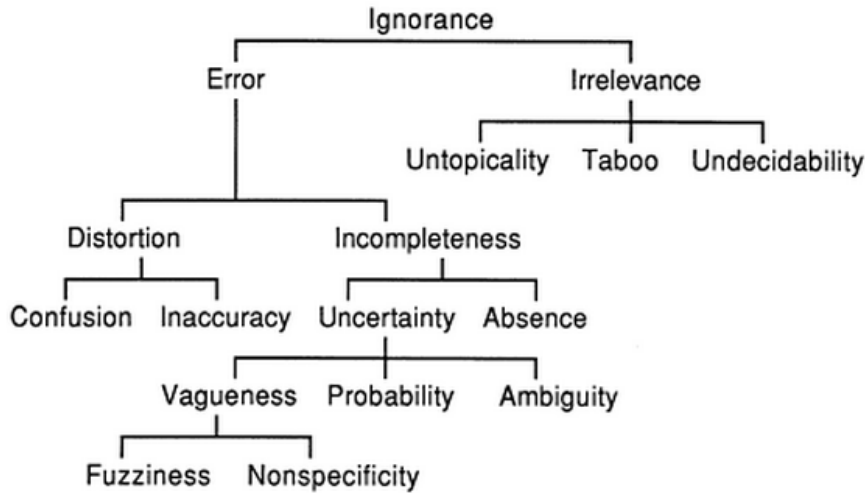 Ignorance
Error Irrelevance
Untopicality Taboo Undecidability
Distortion Incompleteness
Confusion Inaccuracy Uncertainty Absence
Vagueness Probability Ambiguity
Fuzziness Nonspecificity